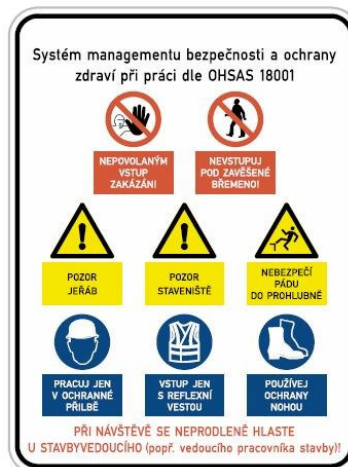 Systém managementu bezpečnosti a ochrany
zdraví při práci dle OHSAS 18001
NEPOVOLANÝM
VSTUP
ZAKÁZÁN!
NEVSTUPUJ
POD ZAVĚŠENÉ
BŘEMENO!
POZOR
JEŘÁB
POZOR
STAVENIŠTĚ
NEBEZPEČÍ
PÁDU
DO PROHLUBNĚ
PRACUJ JEN
V OCHRANNÉ
PŘILBĚ
VSTUP JEN
S REFLEXNÍ
VESTOU
POUŽÍVEJ
OCHRANY
NOHOU
PŘI NÁVŠTĚVĚ SE NEPRODLENĚ HLASTE
U STAVBYVEDOUCÍHO (popř. vedoucího pracovníka stavby)!